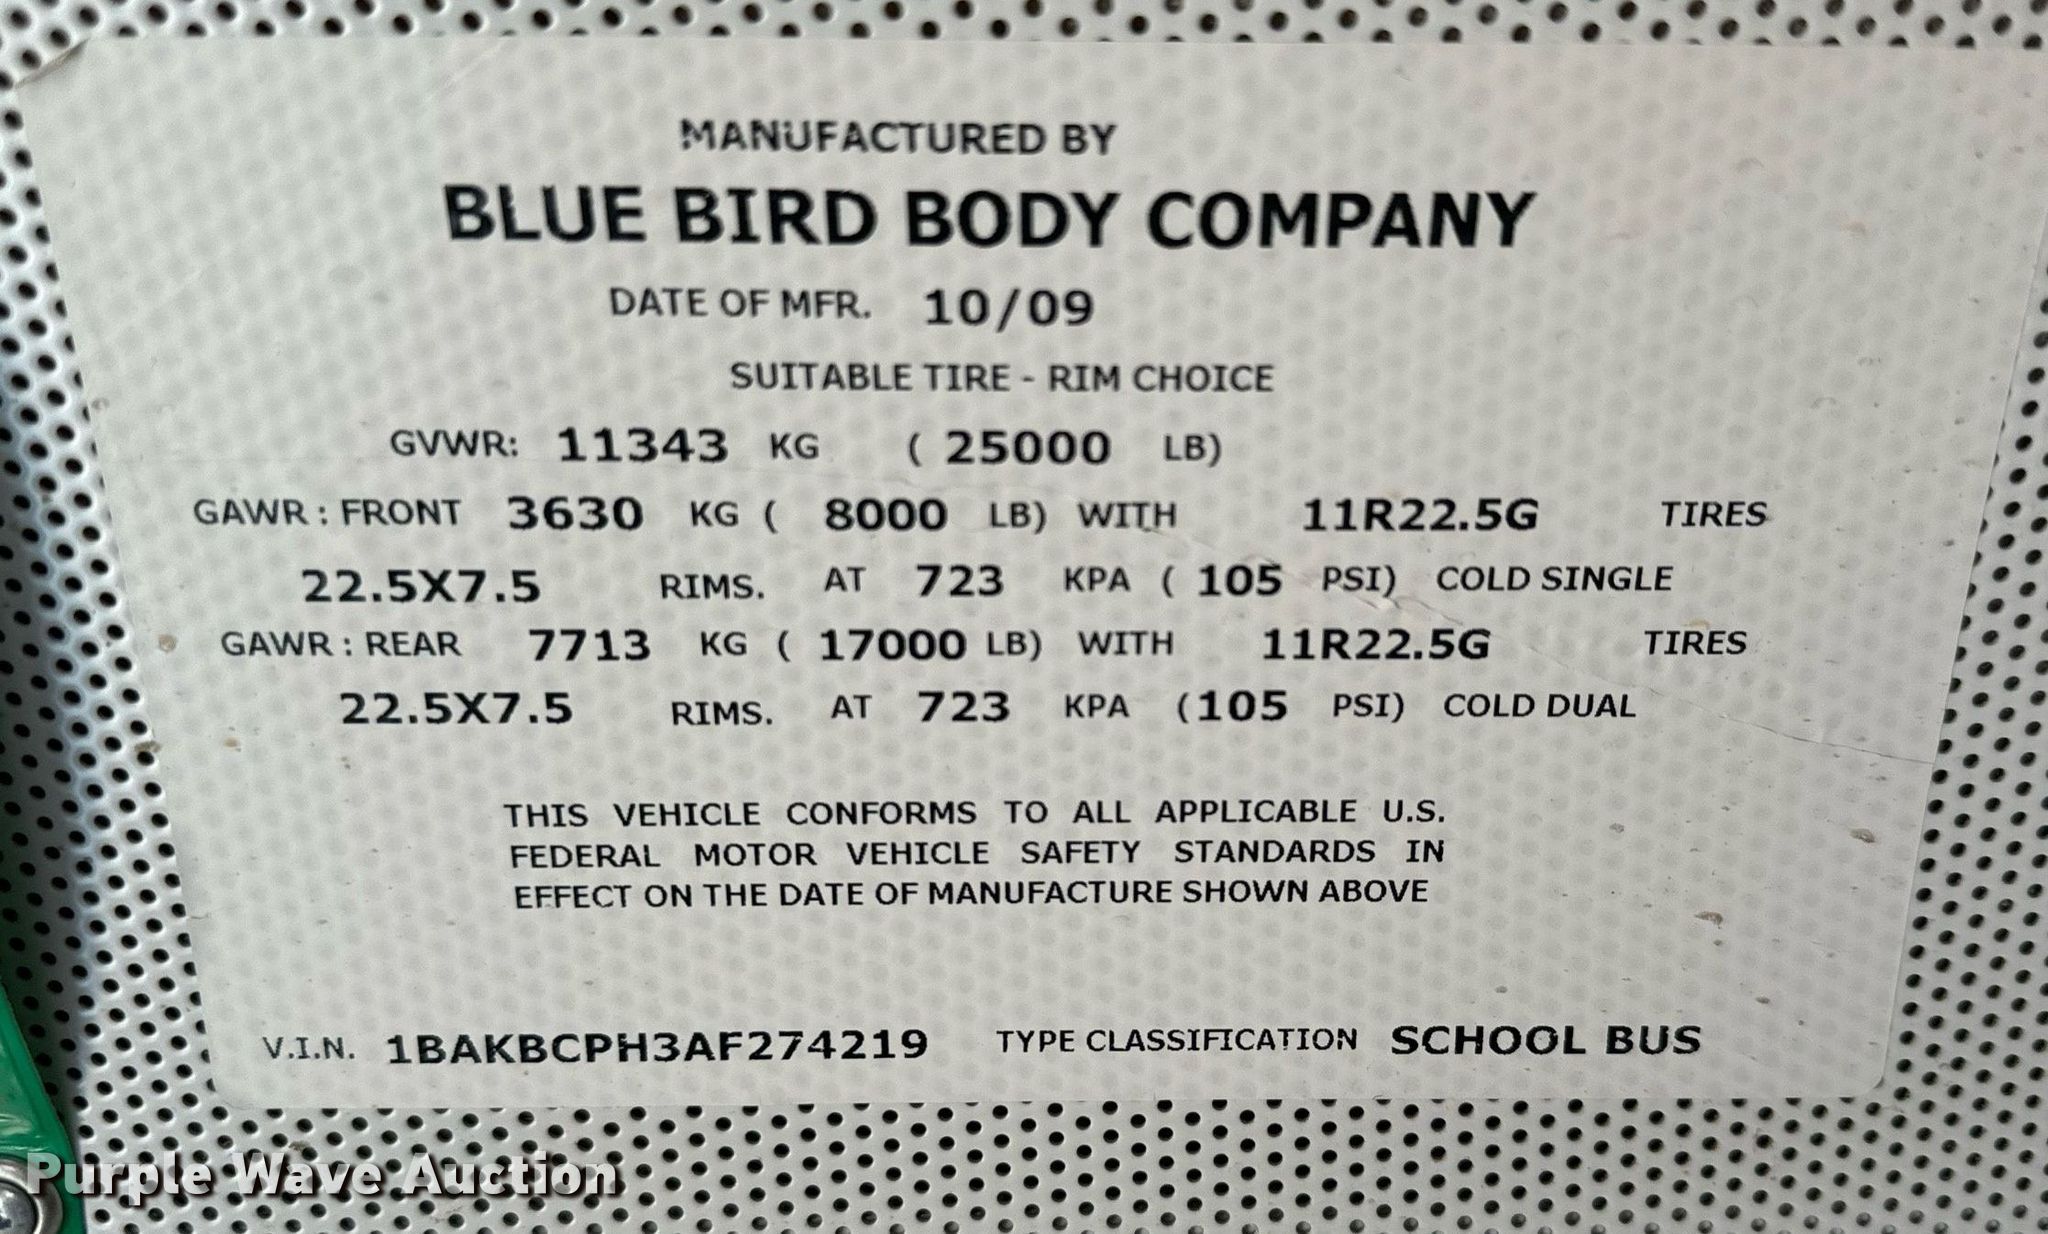 MANUFACTURED BY
BLUE BIRD BODY COMPANY
DATE OF MFR. 10/09
SUITABLE TIRE - RIM CHOICE
GVWR: 11343 KG ( 25000 LB)
GAWR : FRONT 3630 KG ( 8000 LB) WITH 11R22.5G TIRES
22.5X7.5 RIMS. AT 723 KPA ( 105 PSI) COLD SINGLE
GAWR : REAR 7713 KG ( 17000 LB) WITH 11R22.5G TIRES
22.5X7.5 RIMS. AT 723 KPA (105 PSI) COLD DUAL
THIS VEHICLE CONFORMS TO ALL APPLICABLE U.S.
FEDERAL MOTOR VEHICLE SAFETY STANDARDS IN
EFFECT ON THE DATE OF MANUFACTURE SHOWN ABOVE
V.I.N. 1BAKBCPH3AF274219 TYPE CLASSIFICATION SCHOOL BUS
Purple Wave Auction